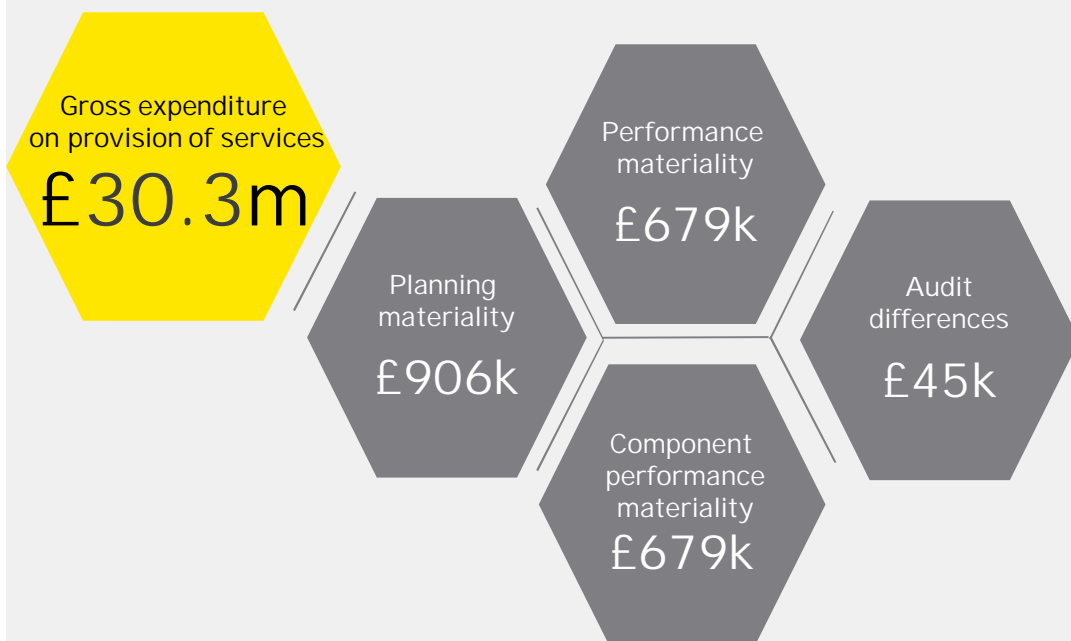 Gross expenditure
on provision of services
£30.3m
Planning
materiality
£906k
Performance
materiality
£679k
Component
performance
materiality
£679k
Audit
differences
£45k